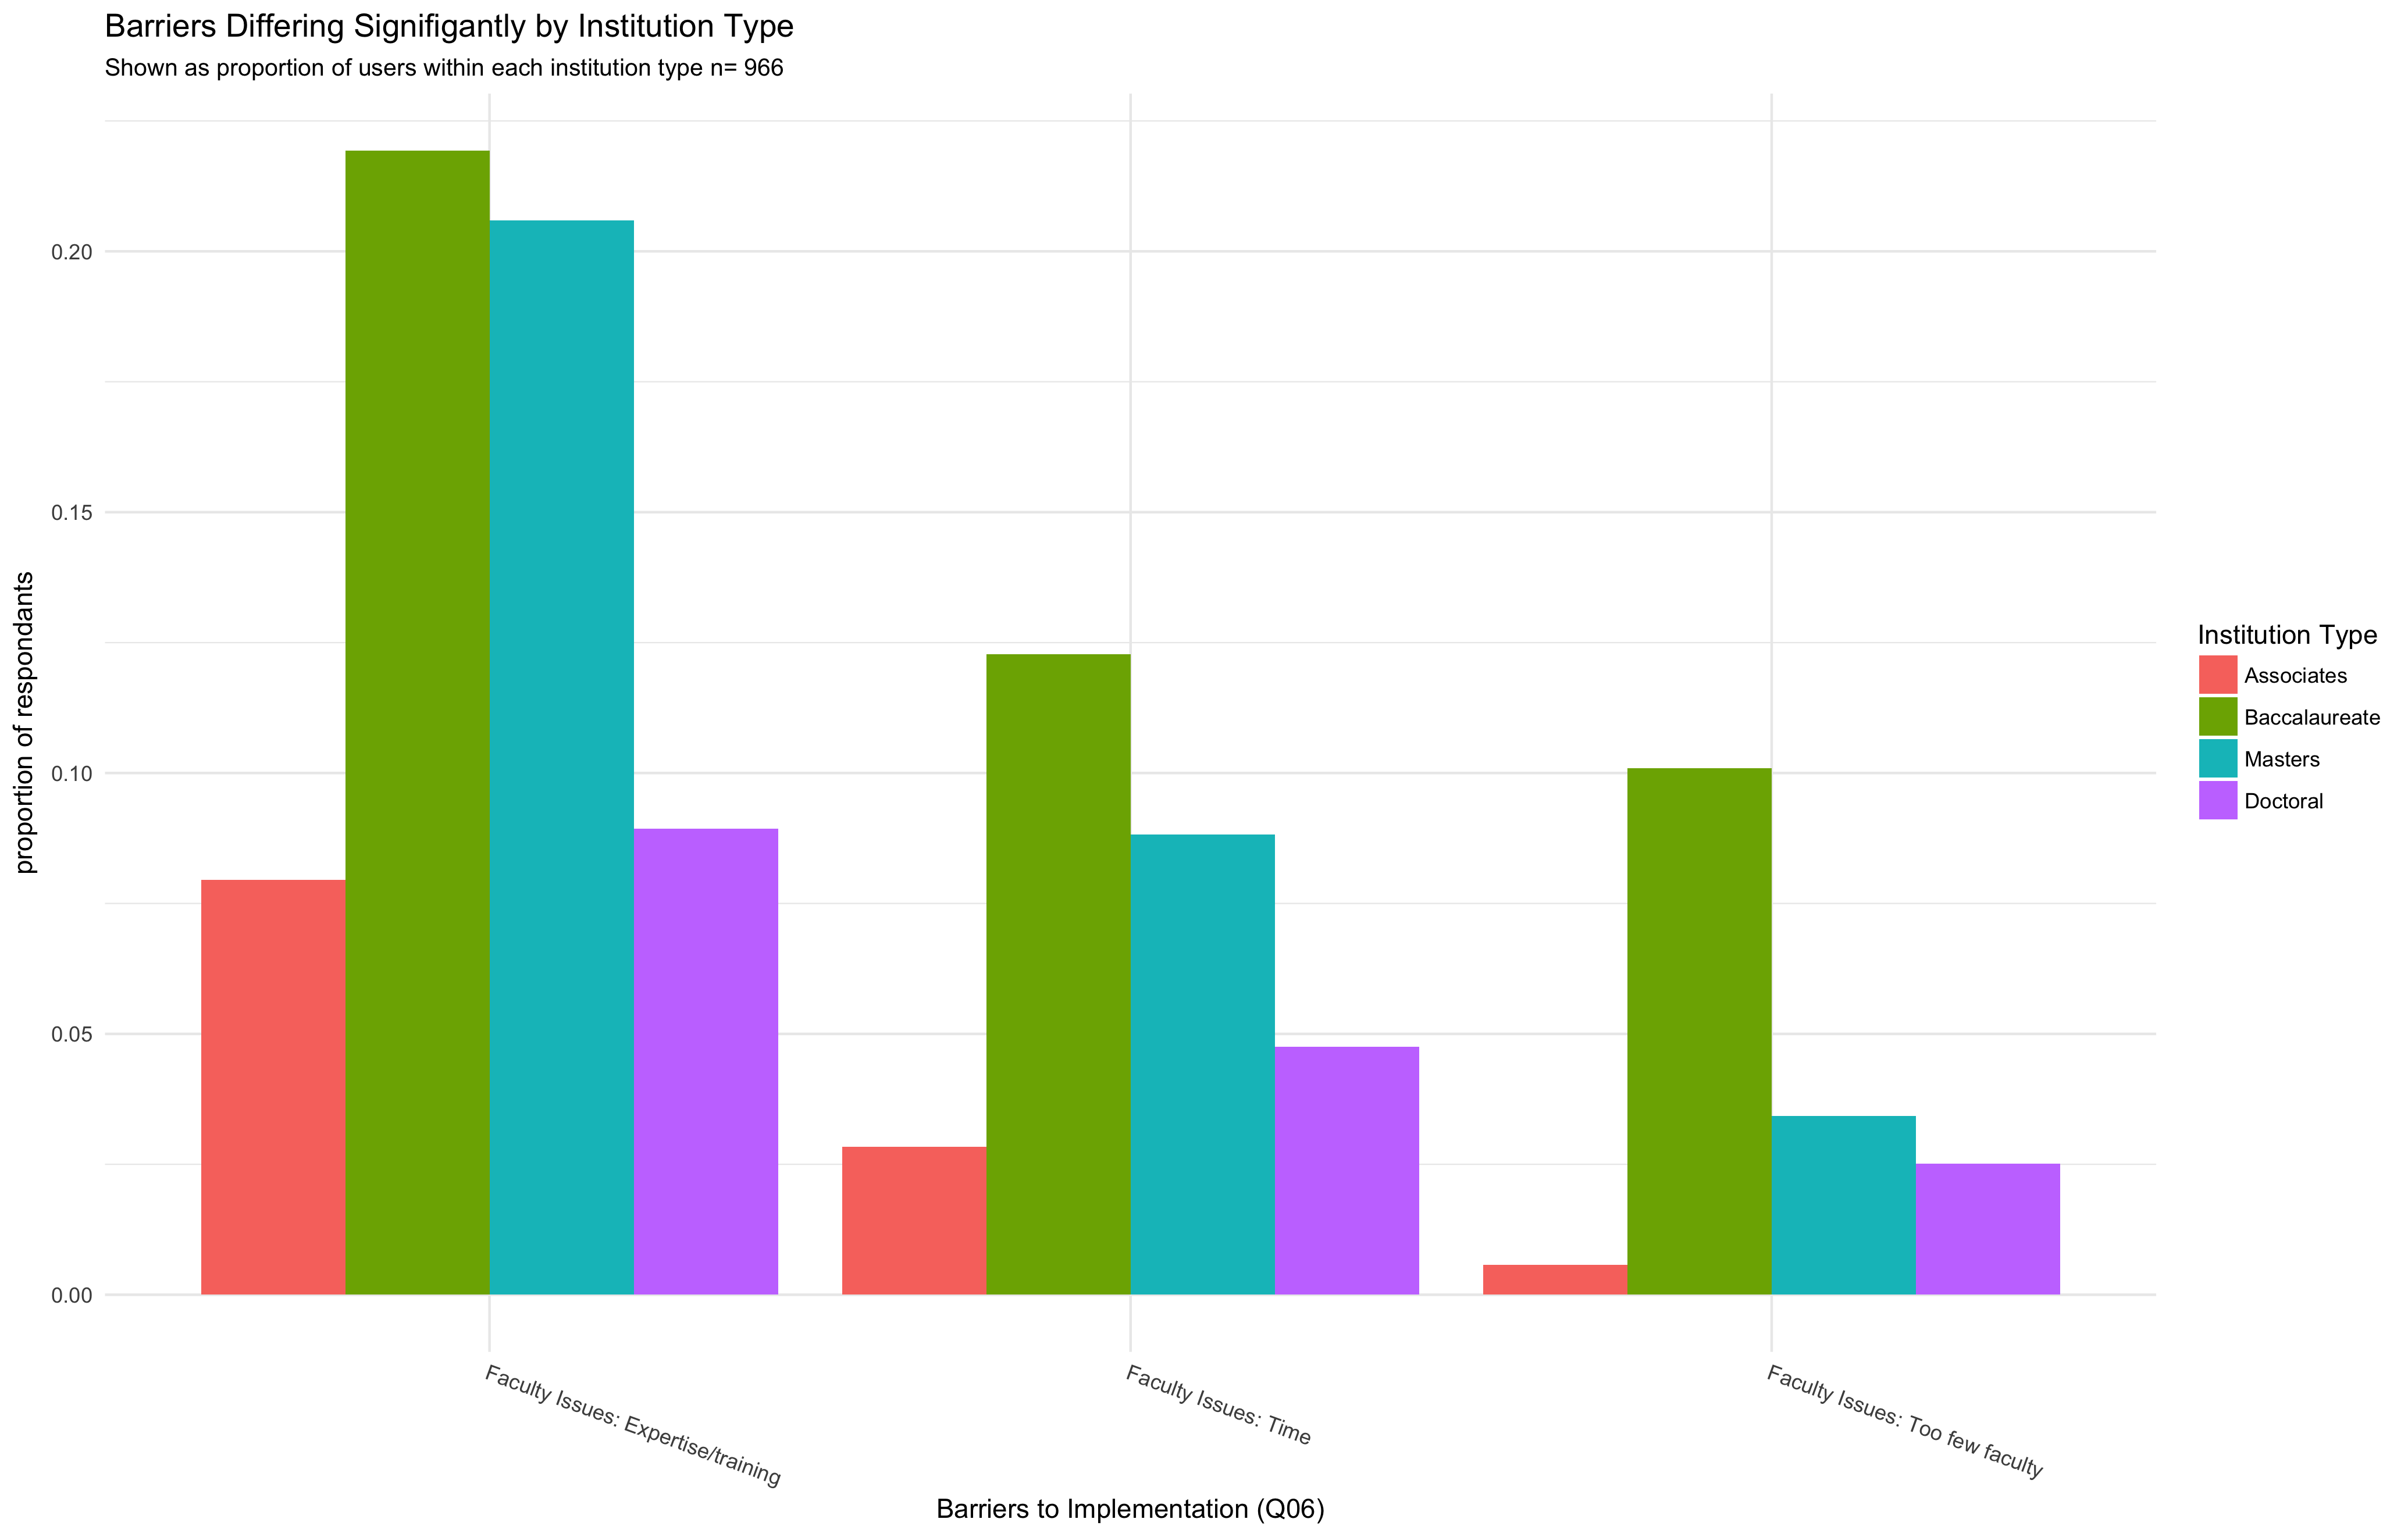 Barriers Differing Signifigantly by Institution Type
Shown as proportion of users within each institution type n= 966
proportion of respondants
0.20
0.15
0.10
0.05
0.00
Faculty Issues: Expertise/training
Faculty Issues: Time
Faculty Issues: Too few faculty
Barriers to Implementation (Q06)
Institution Type
Associates
Baccalaureate
Masters
Doctoral